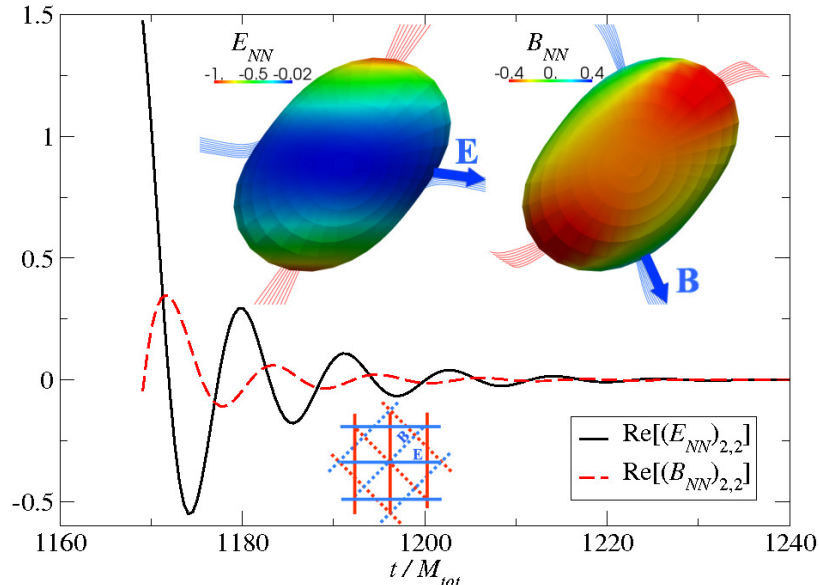 1.5
1
0.5
0
-0.5
1160
1180
1200
1220
1240
t / M_tot
E_NN
-1. -0.5 -0.02
E
B_NN
-0.4 0. 0.4
B
B
E
Re[(E_NN)_2,2]
Re[(B_NN)_2,2]